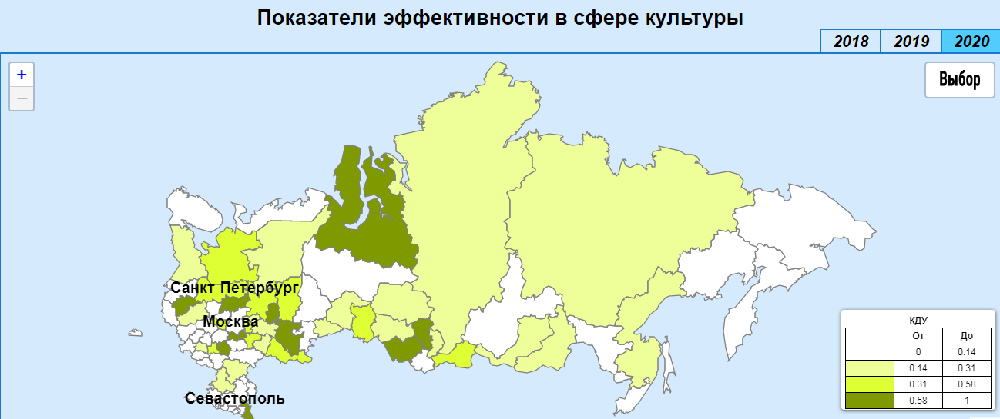 Показатели эффективности в сфере культуры
2018 2019 2020
+
−
Выбор
Санкт-Петербург
Москва
Севастополь
КДУ
От До
0 0.14
0.14 0.31
0.31 0.58
0.58 1